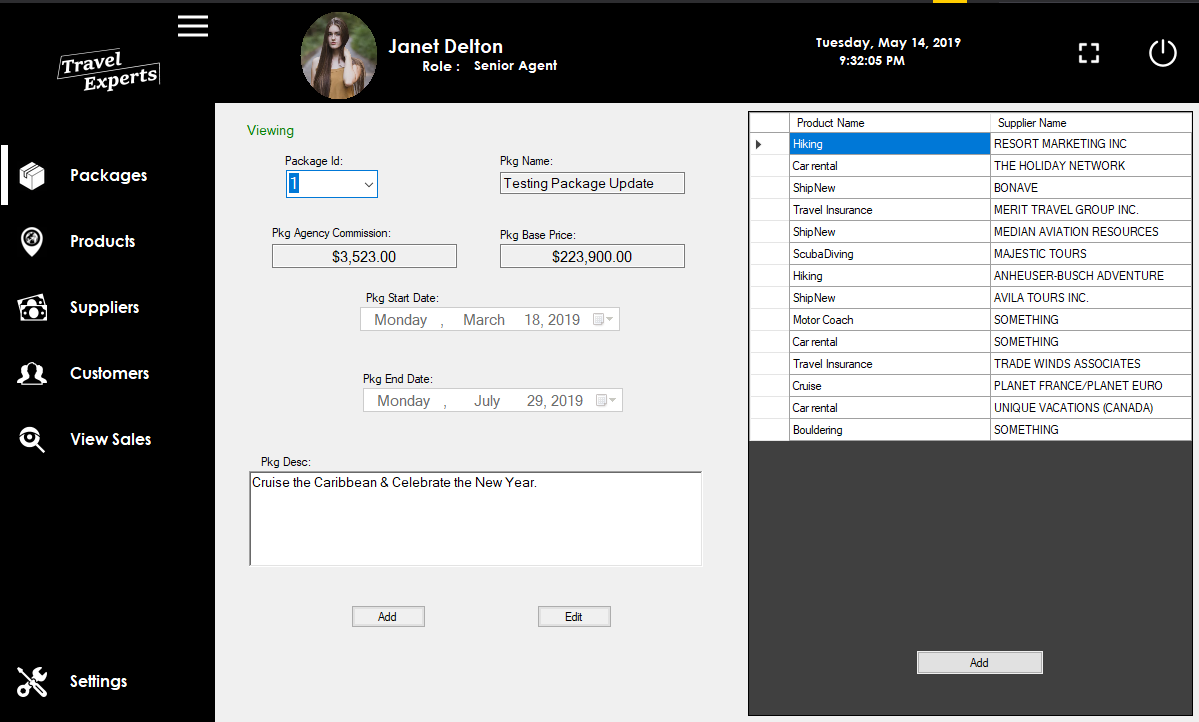 Travel
Experts
Janet Delton
Role : Senior Agent
Tuesday, May 14, 2019
9:32:05 PM
Packages
Products
Suppliers
Customers
View Sales
Settings
Viewing
Package Id:
1
Pkg Name:
Testing Package Update
Pkg Agency Commission:
$3,523.00
Pkg Base Price:
$223,900.00
Pkg Start Date:
Monday , March 18, 2019
Pkg End Date:
Monday , July 29, 2019
Pkg Desc:
Cruise the Caribbean & Celebrate the New Year.
Add Edit
Product Name Supplier Name
Hiking RESORT MARKETING INC
Car rental THE HOLIDAY NETWORK
ShipNew BONAVE
Travel Insurance MERIT TRAVEL GROUP INC.
ShipNew MEDIAN AVIATION RESOURCES
ScubaDiving MAJESTIC TOURS
Hiking ANHEUSER-BUSCH ADVENTURE
ShipNew AVILA TOURS INC.
Motor Coach SOMETHING
Car rental SOMETHING
Travel Insurance TRADE WINDS ASSOCIATES
Cruise PLANET FRANCE/PLANET EURO
Car rental UNIQUE VACATIONS (CANADA)
Bouldering SOMETHING
Add